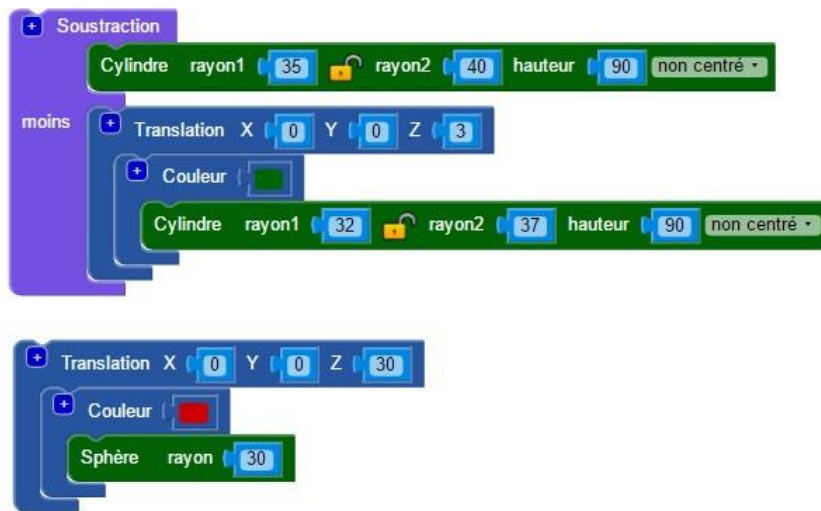 + Soustraction
Cylindre rayon1 35 rayon2 40 hauteur 90 non centré
moins + Translation X 0 Y 0 Z 3
+ Couleur
Cylindre rayon1 32 rayon2 37 hauteur 90 non centré
+ Translation X 0 Y 0 Z 30
+ Couleur
Sphère rayon 30